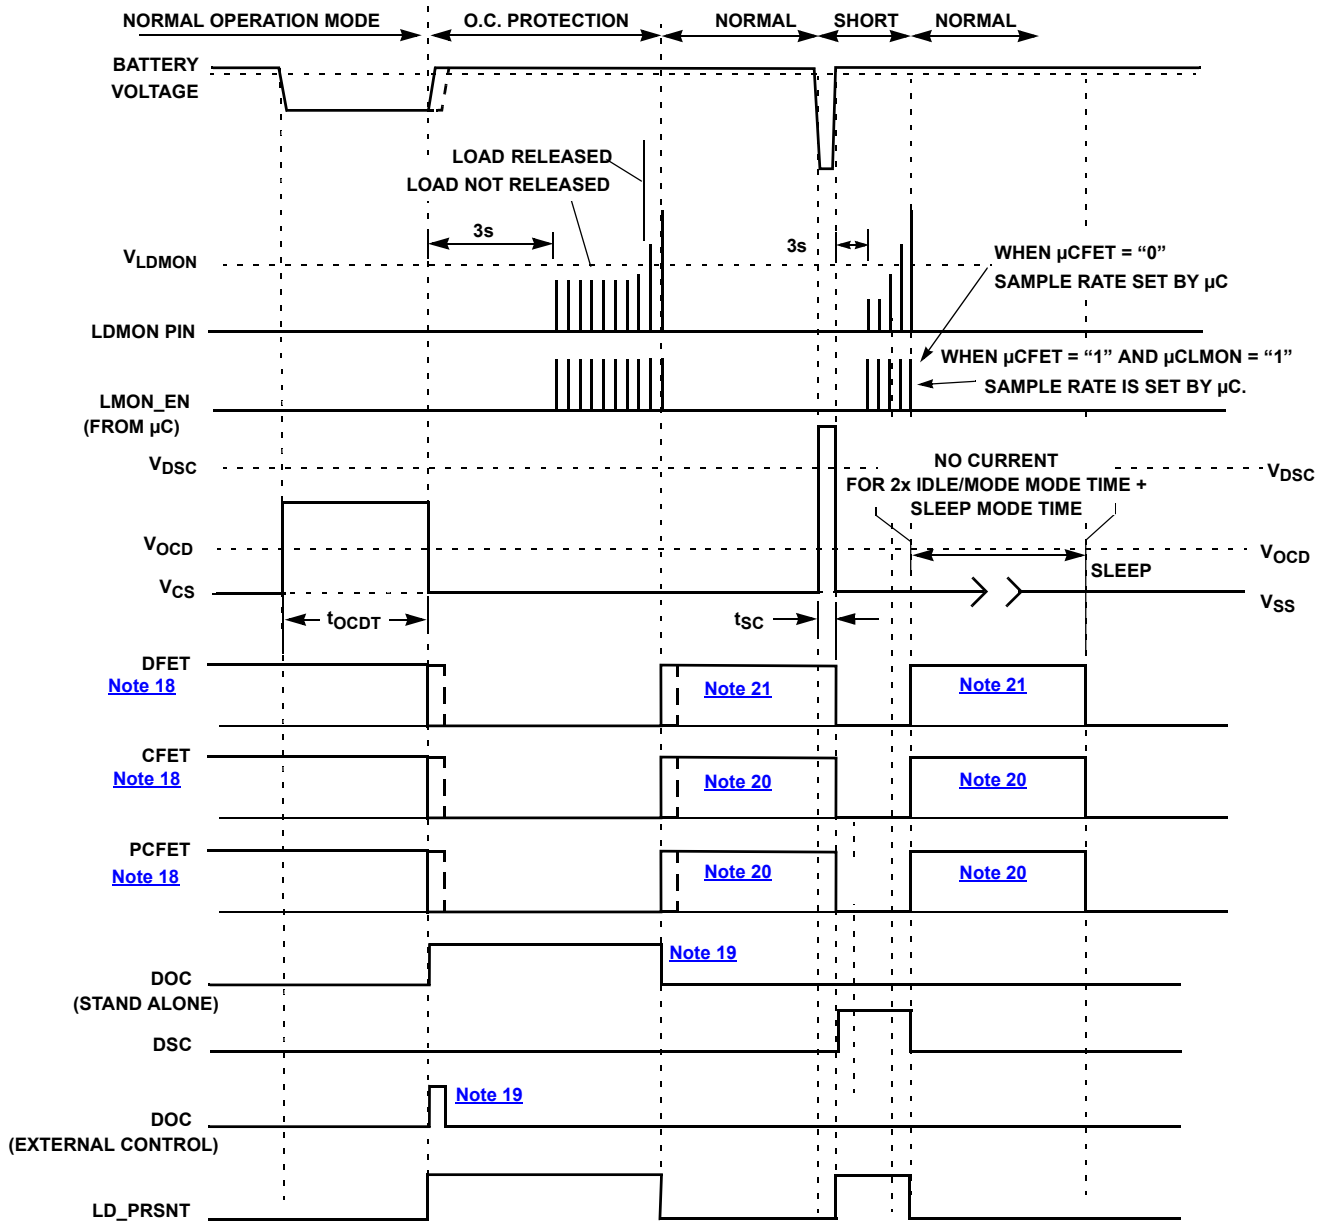 NORMAL OPERATION MODE
O.C. PROTECTION
NORMAL
SHORT
NORMAL
BATTERY
VOLTAGE
LOAD RELEASED
LOAD NOT RELEASED
3s
3s
VLDMON
WHEN µCFET = “0”
SAMPLE RATE SET BY µC
LDMON PIN
WHEN µCFET = “1” AND µCLMON = “1”
SAMPLE RATE IS SET BY µC.
LMON_EN
(FROM µC)
VDSC
NO CURRENT
FOR 2x IDLE/MODE MODE TIME +
SLEEP MODE TIME
VDSC
VOCD
VOCD
SLEEP
VCS
VSS
tOCDT
tSC
DFET
Note 18
Note 21
Note 21
CFET
Note 18
Note 20
Note 20
PCFET
Note 18
Note 20
Note 20
Note 19
DOC
(STAND ALONE)
DSC
Note 19
DOC
(EXTERNAL CONTROL)
LD_PRSNT